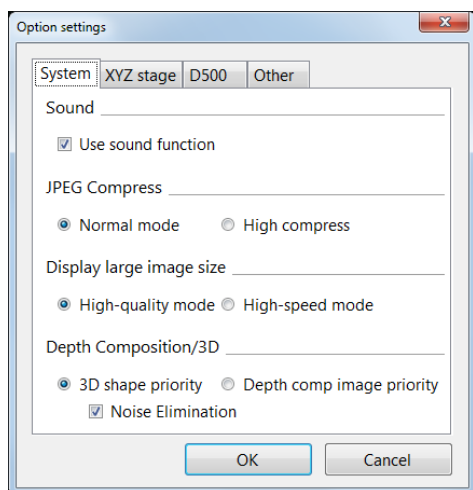 Option settings
System XYZ stage D500 Other
Sound
Use sound function
JPEG Compress
Normal mode High compress
Display large image size
High-quality mode High-speed mode
Depth Composition/3D
3D shape priority Depth comp image priority
Noise Elimination
OK Cancel